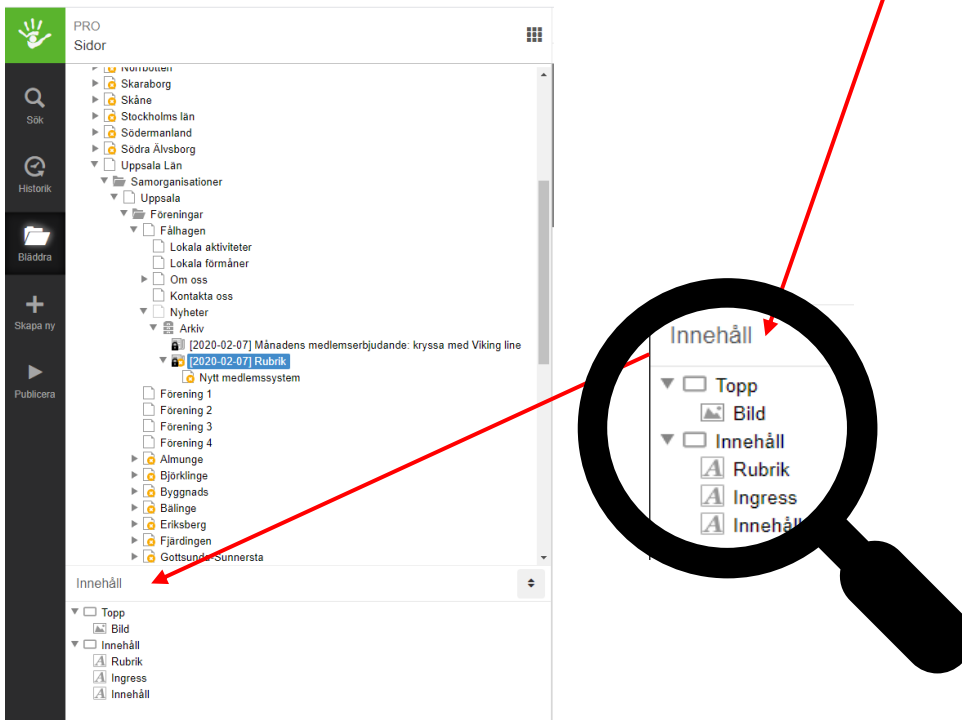 PRO
Sidor
Sök
Historik
Bläddra
Skapa ny
Publicera
Norrbotten
Skaraborg
Skåne
Stockholms län
Södermanland
Södra Älvsborg
Uppsala Län
Samorganisationer
Uppsala
Föreningar
Fålhagen
Lokala aktiviteter
Lokala förmåner
Om oss
Kontakta oss
Nyheter
Arkiv
[2020-02-07] Månadens medlemserbjudande: kryssa med Viking line
[2020-02-07] Rubrik
Nytt medlemssystem
Förening 1
Förening 2
Förening 3
Förening 4
Almunge
Björklinge
Byggnads
Bälinge
Eriksberg
Fjärdingen
Gottsunda-Sunnersta
Innehåll
Topp
Bild
Innehåll
Rubrik
Ingress
Innehåll
Innehåll
Topp
Bild
Innehåll
Rubrik
Ingress
Innehåll